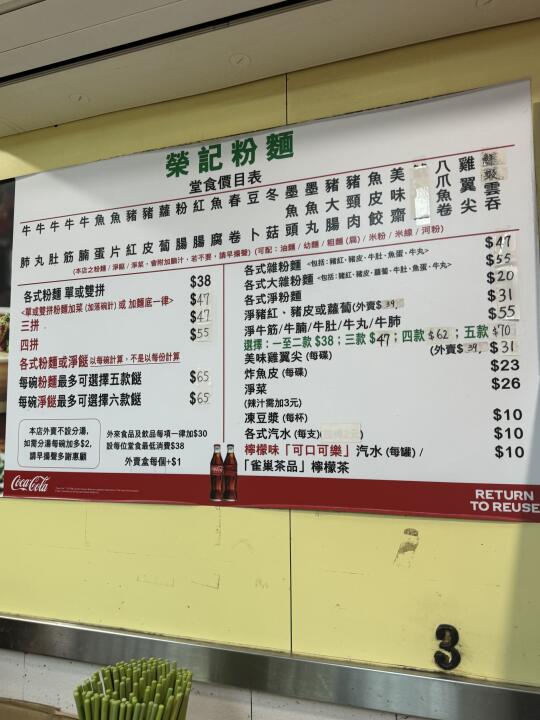 榮記粉麵
堂食價目表
牛肺
牛丸
牛肚
牛筋
牛腩
魚蛋
魚片
豬紅
豬皮
蘿蔔
粉腸
紅腸
魚腐
春卷
豆卜
冬菇
墨魚頭
墨魚丸
豬大腸
豬頸肉
魚皮餃
美味齋
八爪魚卷
雞翼尖
鮮蝦雲吞
(本店之粉麵 / 淨餸 / 淨菜，會附加腩汁，若不要，請早揚聲) (可配：油麵 / 幼麵 / 粗麵 (扁) / 米粉 / 米線 / 河粉)
各式粉麵 單或雙拼 $38
<單或雙拼粉麵加菜 (加落碗計) 或 加麵底一律> $47
三拼 $47
四拼 $55
各式粉麵或淨餸 以每碗計算，不是以每份計算
每碗粉麵最多可選擇五款餸 $65
每碗淨餸最多可選擇六款餸 $65
本店外賣不設分湯，
如需分湯每碗加多$2，
請早揚聲多謝惠顧
外來食品及飲品每項一律加$30
設每位堂食最低消費$38
外賣盒每個+$1
各式雜粉麵 <包括：豬紅、豬皮、牛肚、魚蛋、牛丸> $47
各式大雜粉麵 <包括：豬紅、豬皮、蘿蔔、牛肚、魚蛋、牛丸> $55
各式淨粉麵 $20
淨豬紅、豬皮或蘿蔔(外賣$39, $31
淨牛筋/牛腩/牛肚/牛丸/牛肺 $55
選擇：一至二款 $38；三款 $47；四款 $62；五款 $70
美味雞翼尖 (每碟) (外賣$39, $31
炸魚皮 (每碟) $23
淨菜 $26
(辣汁需加3元)
凍豆漿 (每杯) $10
各式汽水 (每支) $10
檸檬味「可口可樂」汽水 (每罐) / $10
「雀巢茶品」檸檬茶
Coca-Cola
RETURN
TO REUSE
3